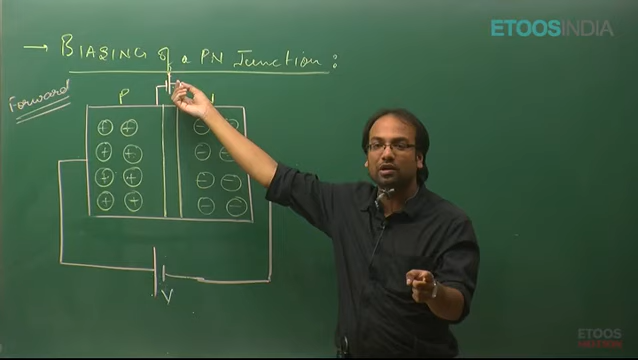 ETOOSINDIA
→ BIASING of a PN Junction :
Forward
P N
+ + - -
+ + - -
+ + - -
+ + - -
V
ETOOS